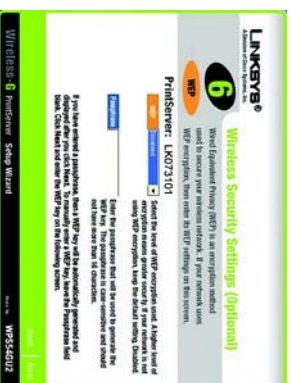 LINKSYS®
A Division of Cisco Systems, Inc.
Wireless Security Settings (Optional)
6
WEP
Wired Equivalent Privacy (WEP) is an encryption method
used to secure your wireless network. If your network uses
WEP encryption, then enter its WEP settings on this screen.
PrintServer: LK073101
WEP
Disabled
Select the level of WEP encryption used. A higher level of
encryption means greater security. If your network is not
using WEP encryption, keep the default setting, Disabled.
Passphrase
Enter the passphrase that will be used to generate the
WEP key. The passphrase is case-sensitive and should
not have more than 16 characters.
If you have entered a passphrase, then a WEP key will be automatically generated and
displayed after you click Next. To manually enter a WEP key, leave the Passphrase field
blank. Click Next and enter the WEP key on the following screen.
Back Next
Wireless-G PrintServer Setup Wizard
WPS54GU2